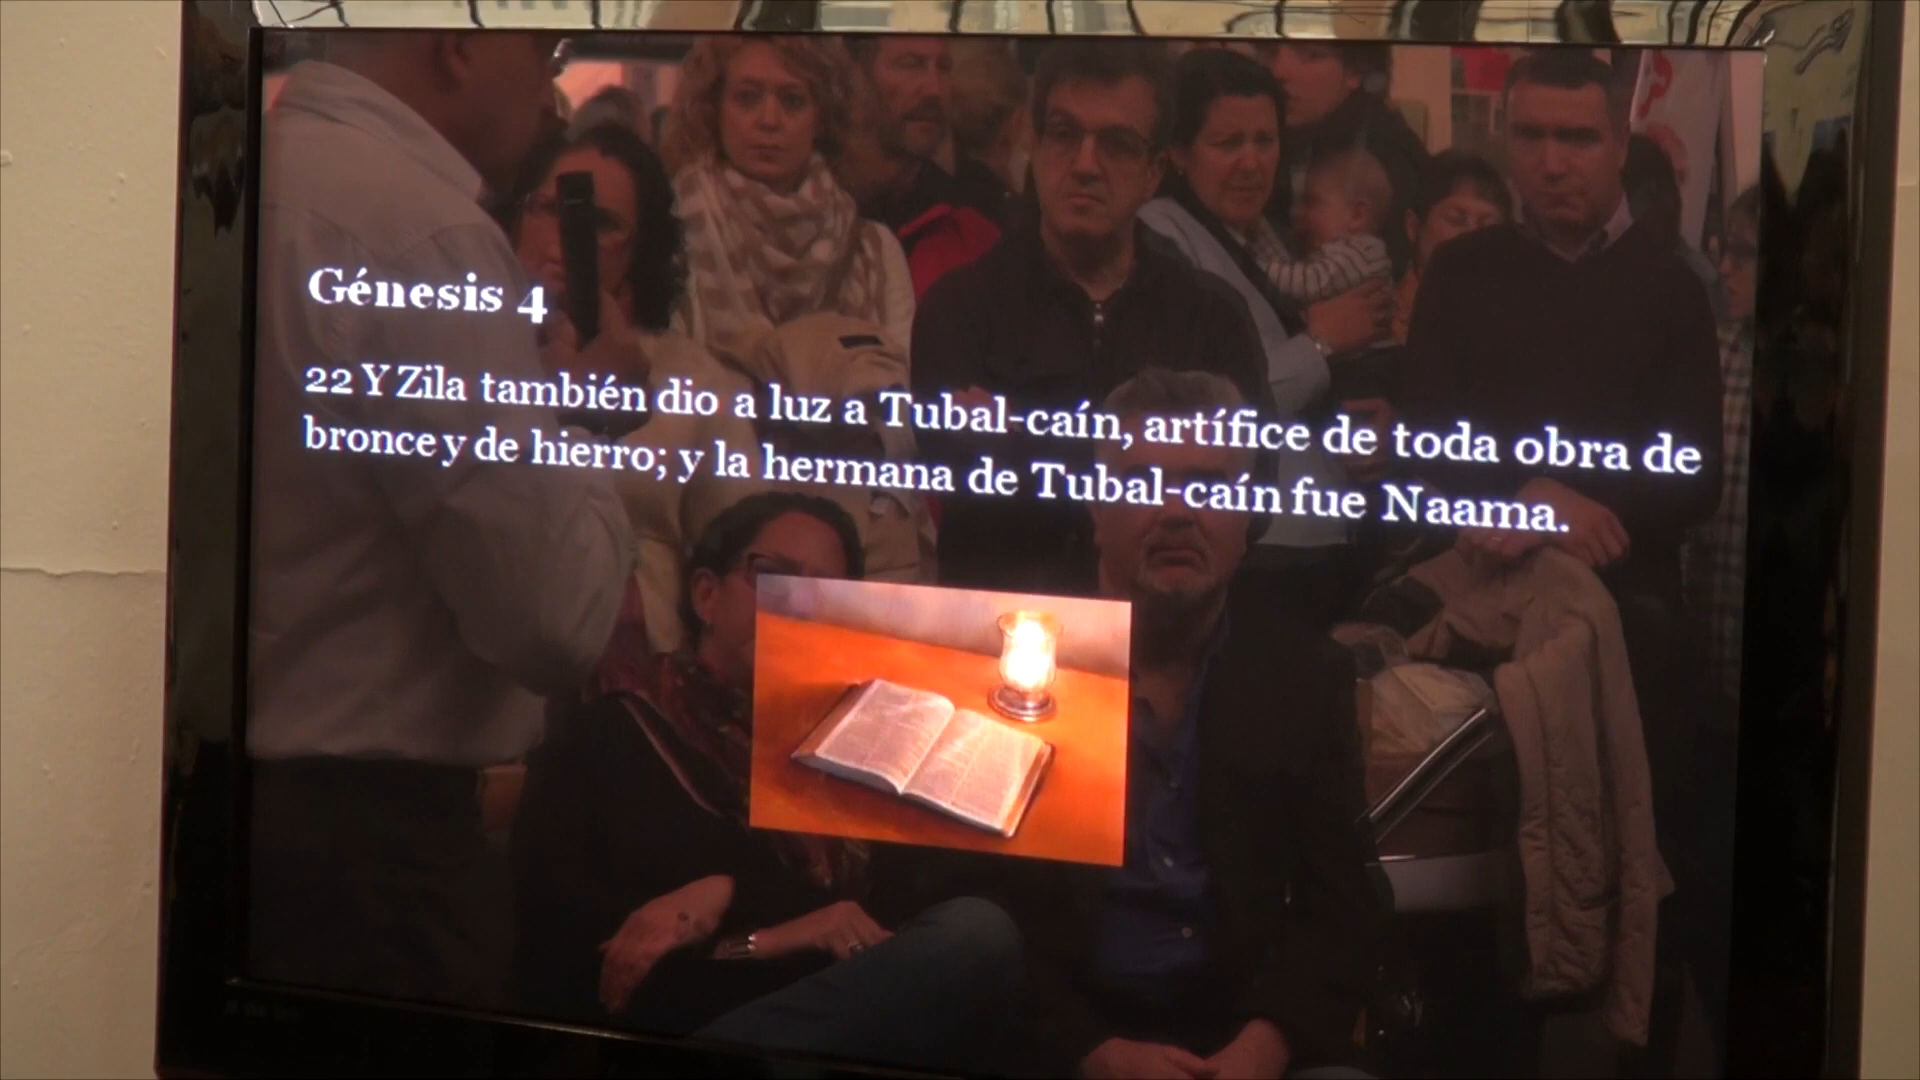 Génesis 4
22 Y Zila también dio a luz a Tubal-caín, artífice de toda obra de
bronce y de hierro; y la hermana de Tubal-caín fue Naama.